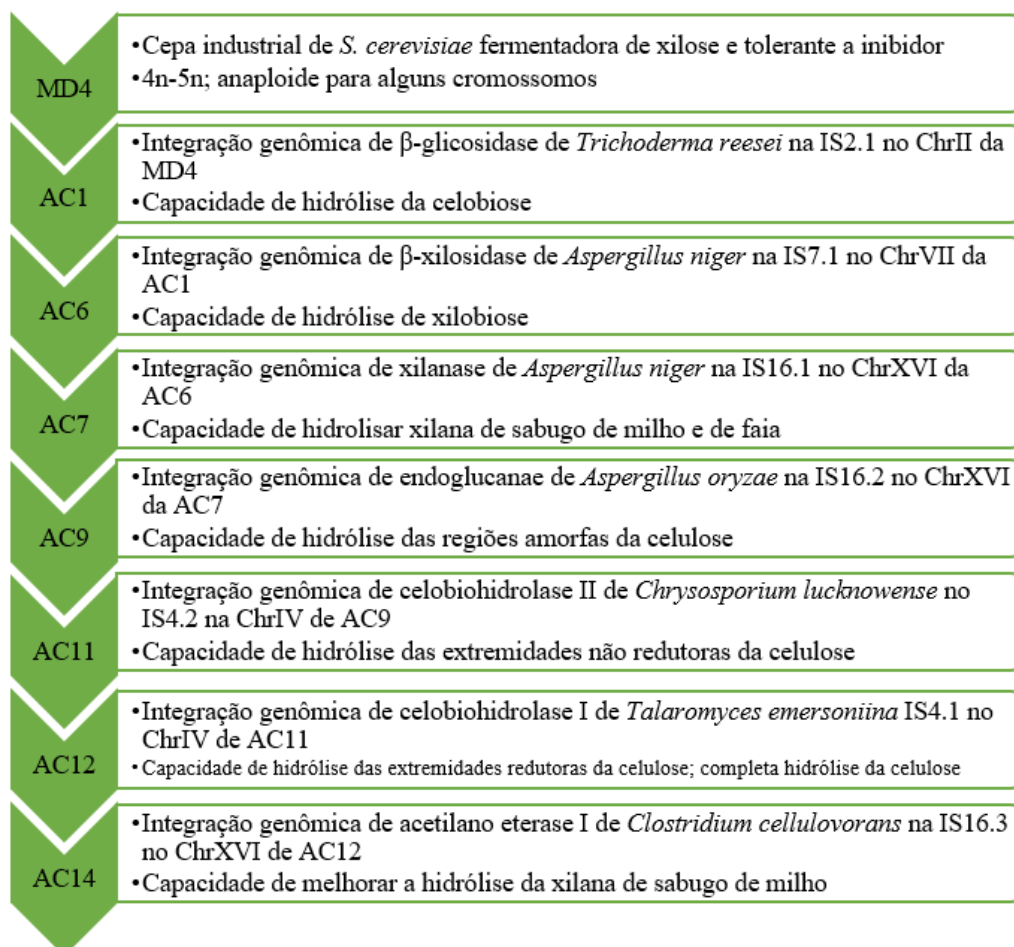 MD4
•Cepa industrial de S. cerevisiae fermentadora de xilose e tolerante a inibidor
•4n-5n; anaploide para alguns cromossomos
AC1
•Integração genômica de β-glicosidase de Trichoderma reesei na IS2.1 no ChrII da
MD4
•Capacidade de hidrólise da celobiose
AC6
•Integração genômica de β-xilosidase de Aspergillus niger na IS7.1 no ChrVII da
AC1
•Capacidade de hidrólise de xilobiose
AC7
•Integração genômica de xilanase de Aspergillus niger na IS16.1 no ChrXVI da
AC6
•Capacidade de hidrolisar xilana de sabugo de milho e de faia
AC9
•Integração genômica de endoglucanae de Aspergillus oryzae na IS16.2 no ChrXVI
da AC7
•Capacidade de hidrólise das regiões amorfas da celulose
AC11
•Integração genômica de celobiohidrolase II de Chrysosporium lucknowense no
IS4.2 na ChrIV de AC9
•Capacidade de hidrólise das extremidades não redutoras da celulose
AC12
•Integração genômica de celobiohidrolase I de Talaromyces emersoniina IS4.1 no
ChrIV de AC11
•Capacidade de hidrólise das extremidades redutoras da celulose; completa hidrólise da celulose
AC14
•Integração genômica de acetilano eterase I de Clostridium cellulovorans na IS16.3
no ChrXVI de AC12
•Capacidade de melhorar a hidrólise da xilana de sabugo de milho